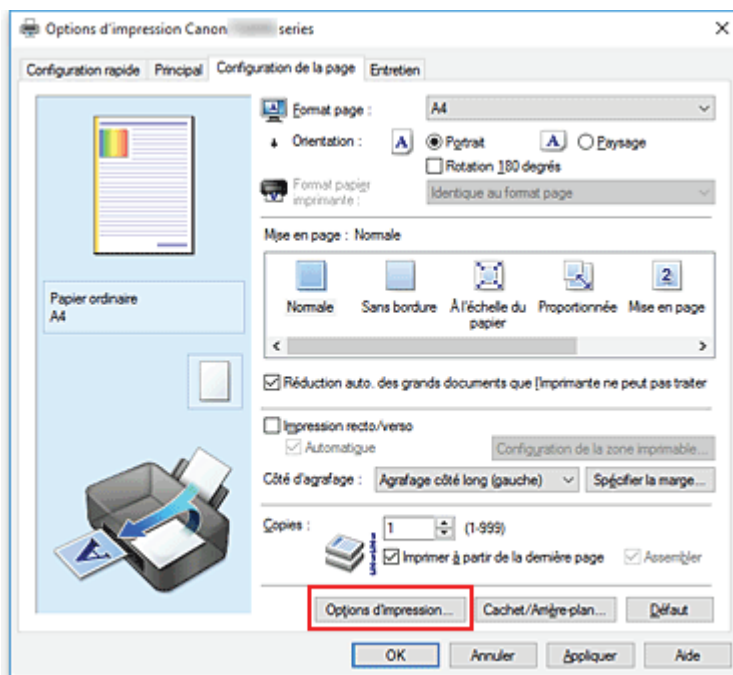 Options d'impression Canon series
Configuration rapide Principal Configuration de la page Entretien
Format page : A4
Orientation : A Portrait A Paysage
Rotation 180 degrés
Format papier imprimante : Identique au format page
Mise en page : Normale
Normale Sans bordure À l'échelle du papier Proportionnée 2 Mise en page
Papier ordinaire
A4
Réduction auto. des grands documents que l'imprimante ne peut pas traiter
Impression recto/verso
Automatique Configuration de la zone imprimable...
Côté d'agrafage : Agrafage côté long (gauche) Spécifier la marge...
Copies : 1 (1-999)
Imprimer à partir de la dernière page Assembler
Options d'impression... Cachet/Arrière-plan... Défaut
OK Annuler Appliquer Aide